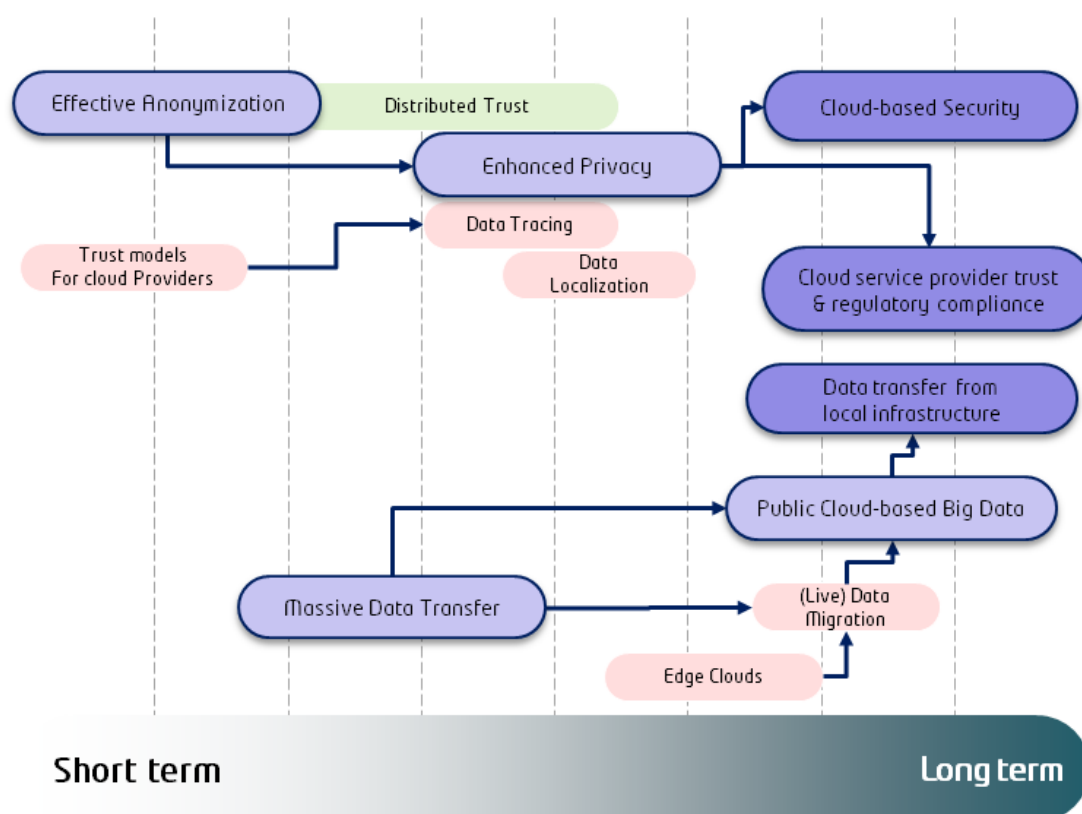 Effective Anonymization
Distributed Trust
Cloud-based Security
Enhanced Privacy
Data Tracing
Trust models
For cloud Providers
Data
Localization
Cloud service provider trust
& regulatory compliance
Data transfer from
local infrastructure
Public Cloud-based Big Data
Massive Data Transfer
(Live) Data
Migration
Edge Clouds
Short term
Long term